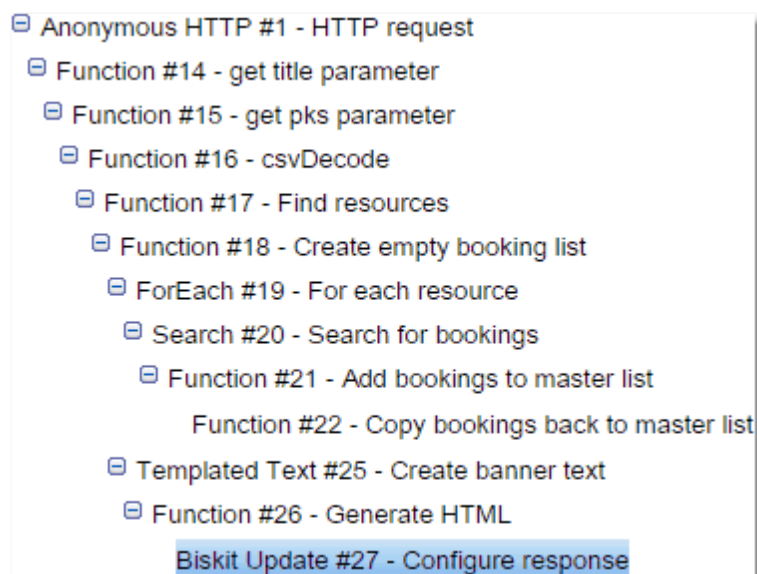 Anonymous HTTP #1 - HTTP request
Function #14 - get title parameter
Function #15 - get pks parameter
Function #16 - csvDecode
Function #17 - Find resources
Function #18 - Create empty booking list
ForEach #19 - For each resource
Search #20 - Search for bookings
Function #21 - Add bookings to master list
Function #22 - Copy bookings back to master list
Templated Text #25 - Create banner text
Function #26 - Generate HTML
Biskit Update #27 - Configure response